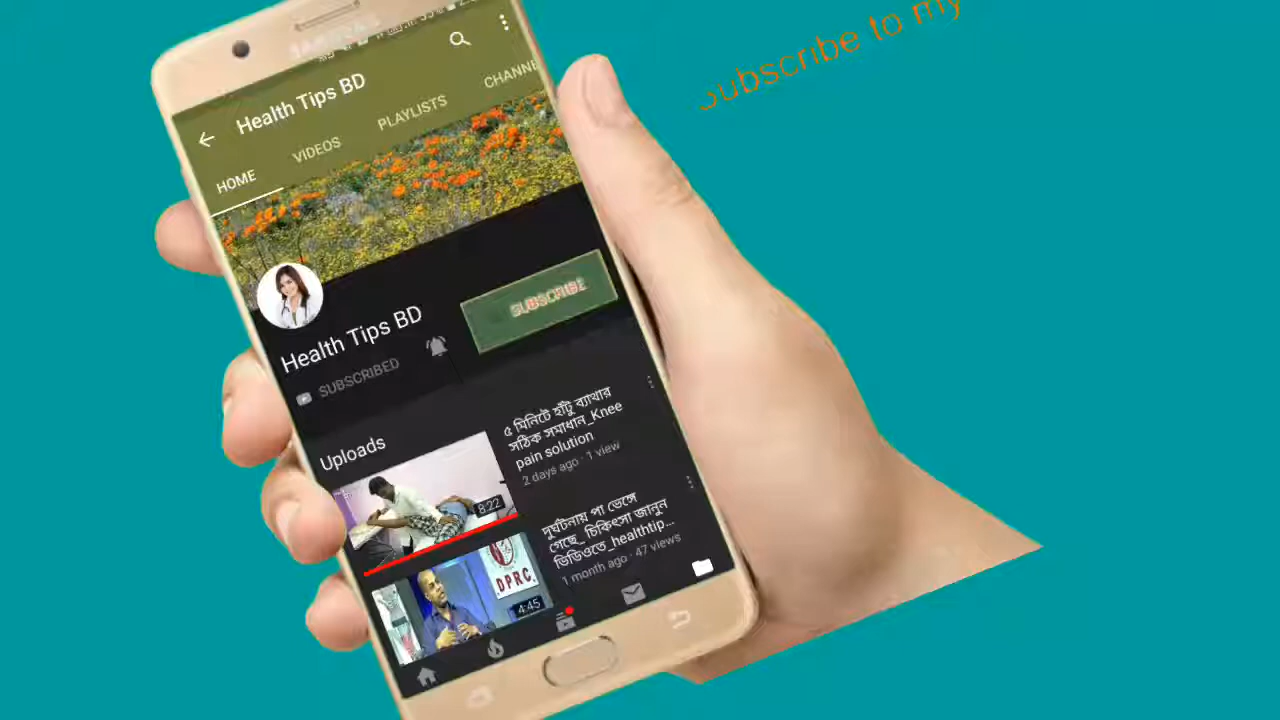 Subscribe to my
SAMSUNG
Health Tips BD
HOME
VIDEOS
PLAYLISTS
CHANNE
Health Tips BD
SUBSCRIBE
SUBSCRIBED
Uploads
৫ মিনিটে হাঁটু ব্যাথার
সঠিক সমাধান_Knee
pain solution
2 days ago · 1 view
8:22
দুর্ঘটনায় পা ভেঙ্গে
গেছে_ চিকিৎসা জানুন
ভিডিওতে_healthtip...
1 month ago · 47 views
DPRC
4:45